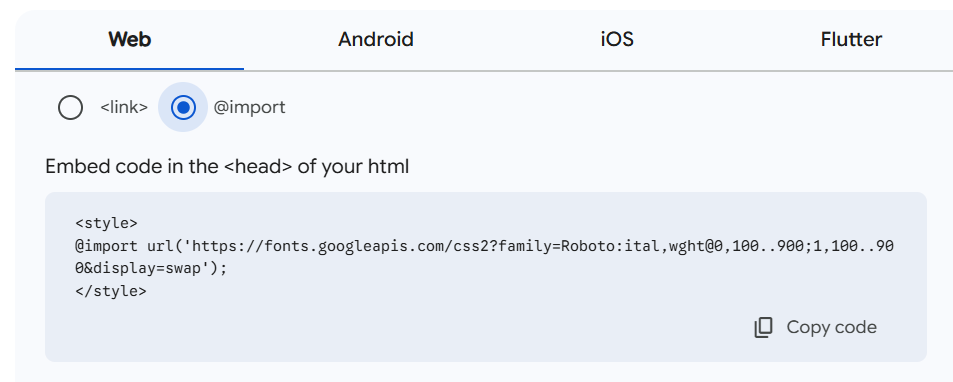 Web Android iOS Flutter
<link> @import
Embed code in the <head> of your html
<style>
@import url('https://fonts.googleapis.com/css2?family=Roboto:ital,wght@0,100..900;1,100..90
0&display=swap');
</style>
Copy code